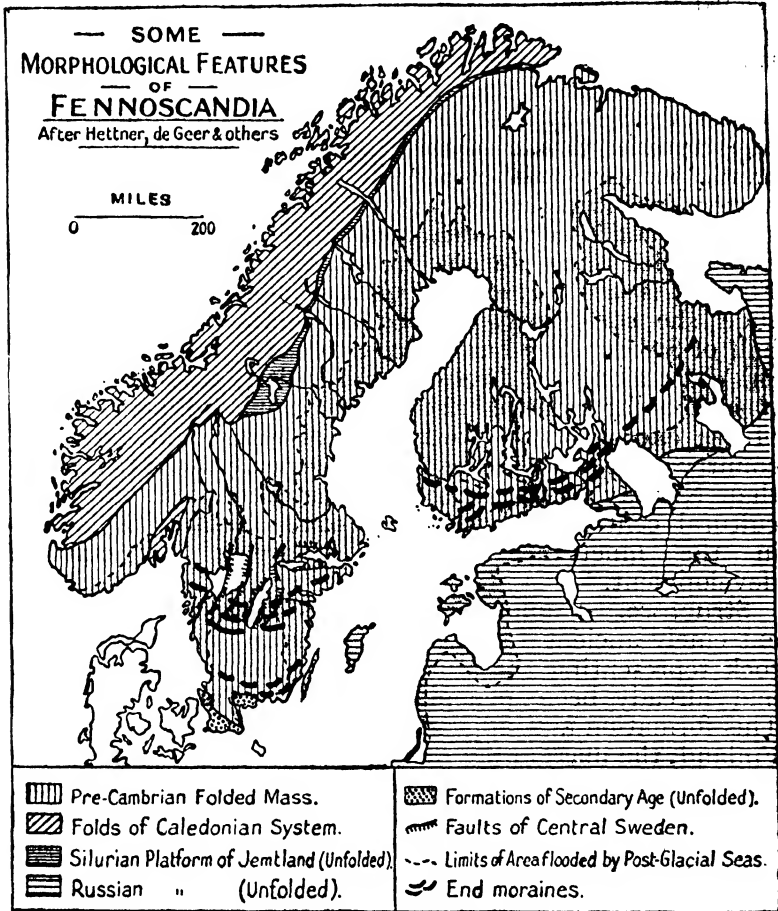 SOME
MORPHOLOGICAL FEATURES
OF
FENNOSCANDIA
After Hettner, de Geer & others
MILES
0 200
Pre-Cambrian Folded Mass.
Folds of Caledonian System.
Silurian Platform of Jemtland (Unfolded).
Russian " (Unfolded).
Formations of Secondary Age (Unfolded).
Faults of Central Sweden.
Limits of Area flooded by Post-Glacial Seas.
End moraines.